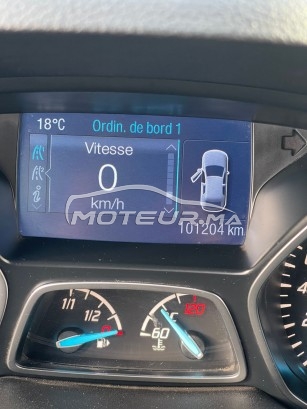 18°C Ordin. de bord 1
Vitesse
0
km/h
MOTEUR.MA
101204 km
1/1
1/2
60
°C